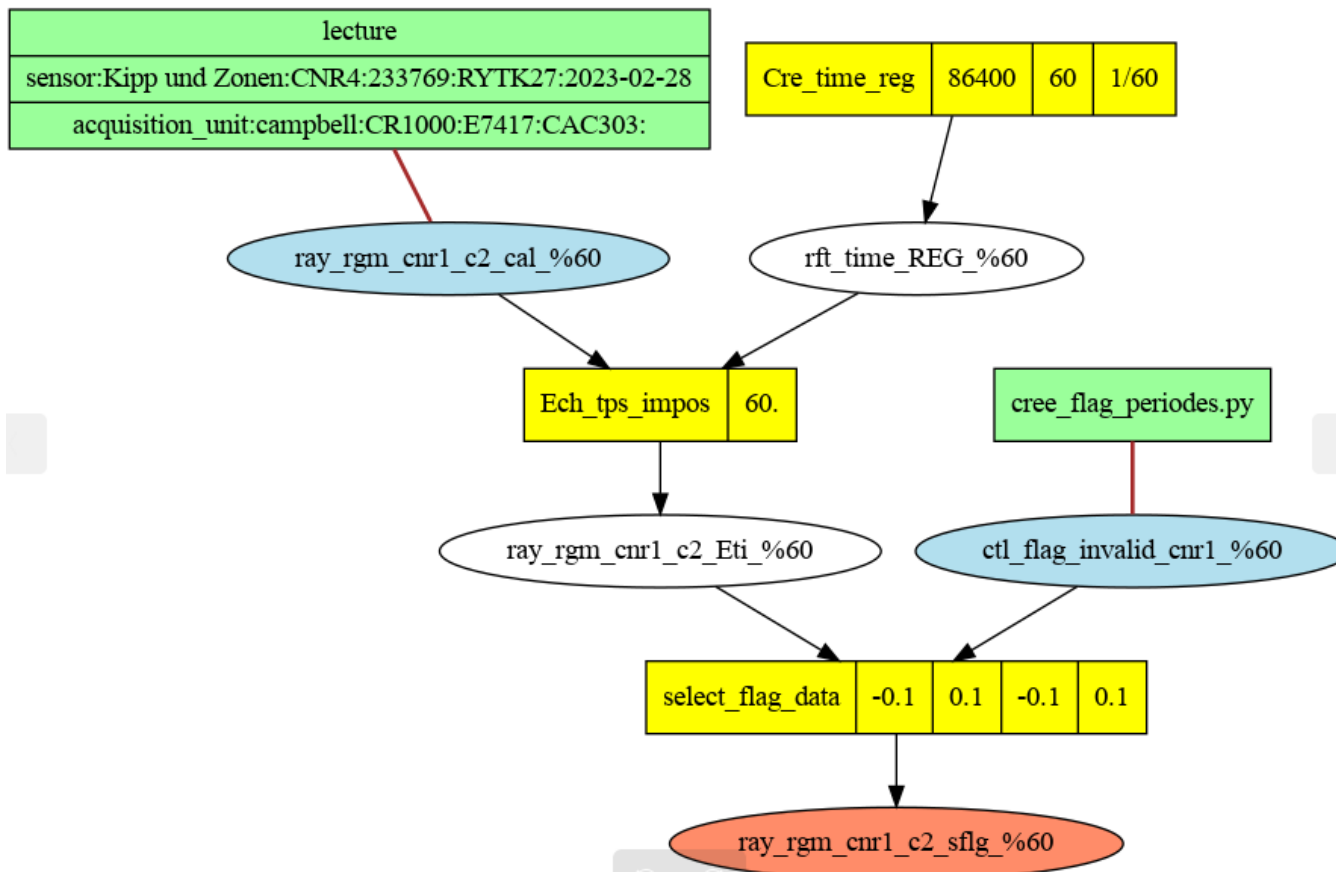 lecture
sensor:Kipp und Zonen:CNR4:233769:RYTK27:2023-02-28
acquisition_unit:campbell:CR1000:E7417:CAC303:
Cre_time_reg 86400 60 1/60
ray_rgm_cnr1_c2_cal_%60
rft_time_REG_%60
Ech_tps_impos 60.
cree_flag_periodes.py
ray_rgm_cnr1_c2_Eti_%60
ctl_flag_invalid_cnr1_%60
select_flag_data -0.1 0.1 -0.1 0.1
ray_rgm_cnr1_c2_sflg_%60